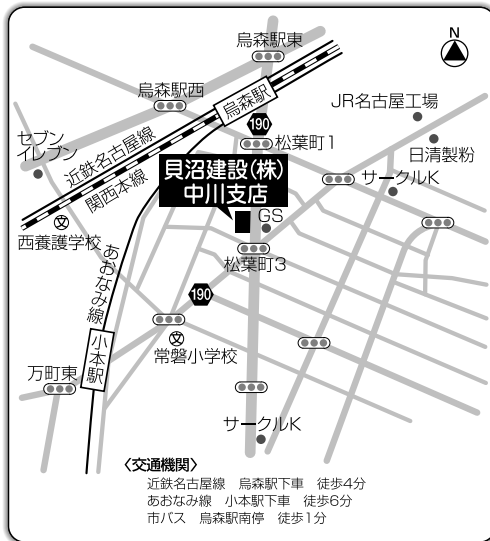 烏森駅東
N
烏森駅西
烏森駅
190
JR名古屋工場
セブン
イレブン
近鉄名古屋線
関西本線
松葉町1
日清製粉
貝沼建設(株)
中川支店
サークルK
GS
西養護学校
松葉町3
あおなみ線
190
小本駅
常磐小学校
万町東
サークルK
〈交通機関〉
近鉄名古屋線 烏森駅下車 徒歩4分
あおなみ線 小本駅下車 徒歩6分
市バス 烏森駅南停 徒歩1分